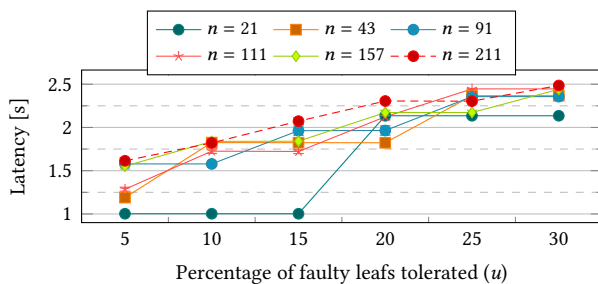 n = 21 n = 43 n = 91
n = 111 n = 157 n = 211
Latency [s]
2.5
2
1.5
1
5 10 15 20 25 30
Percentage of faulty leafs tolerated (u)